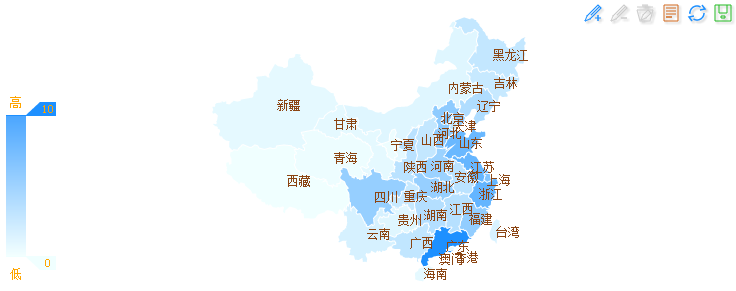 高
10
0
低
黑龙江
吉林
内蒙古
辽宁
新疆
北京
天津
甘肃
河北
山西
山东
宁夏
青海
陕西
河南
江苏
安徽
上海
西藏
湖北
四川
重庆
浙江
江西
湖南
贵州
福建
云南
台湾
广西
广东
香港
澳门
海南